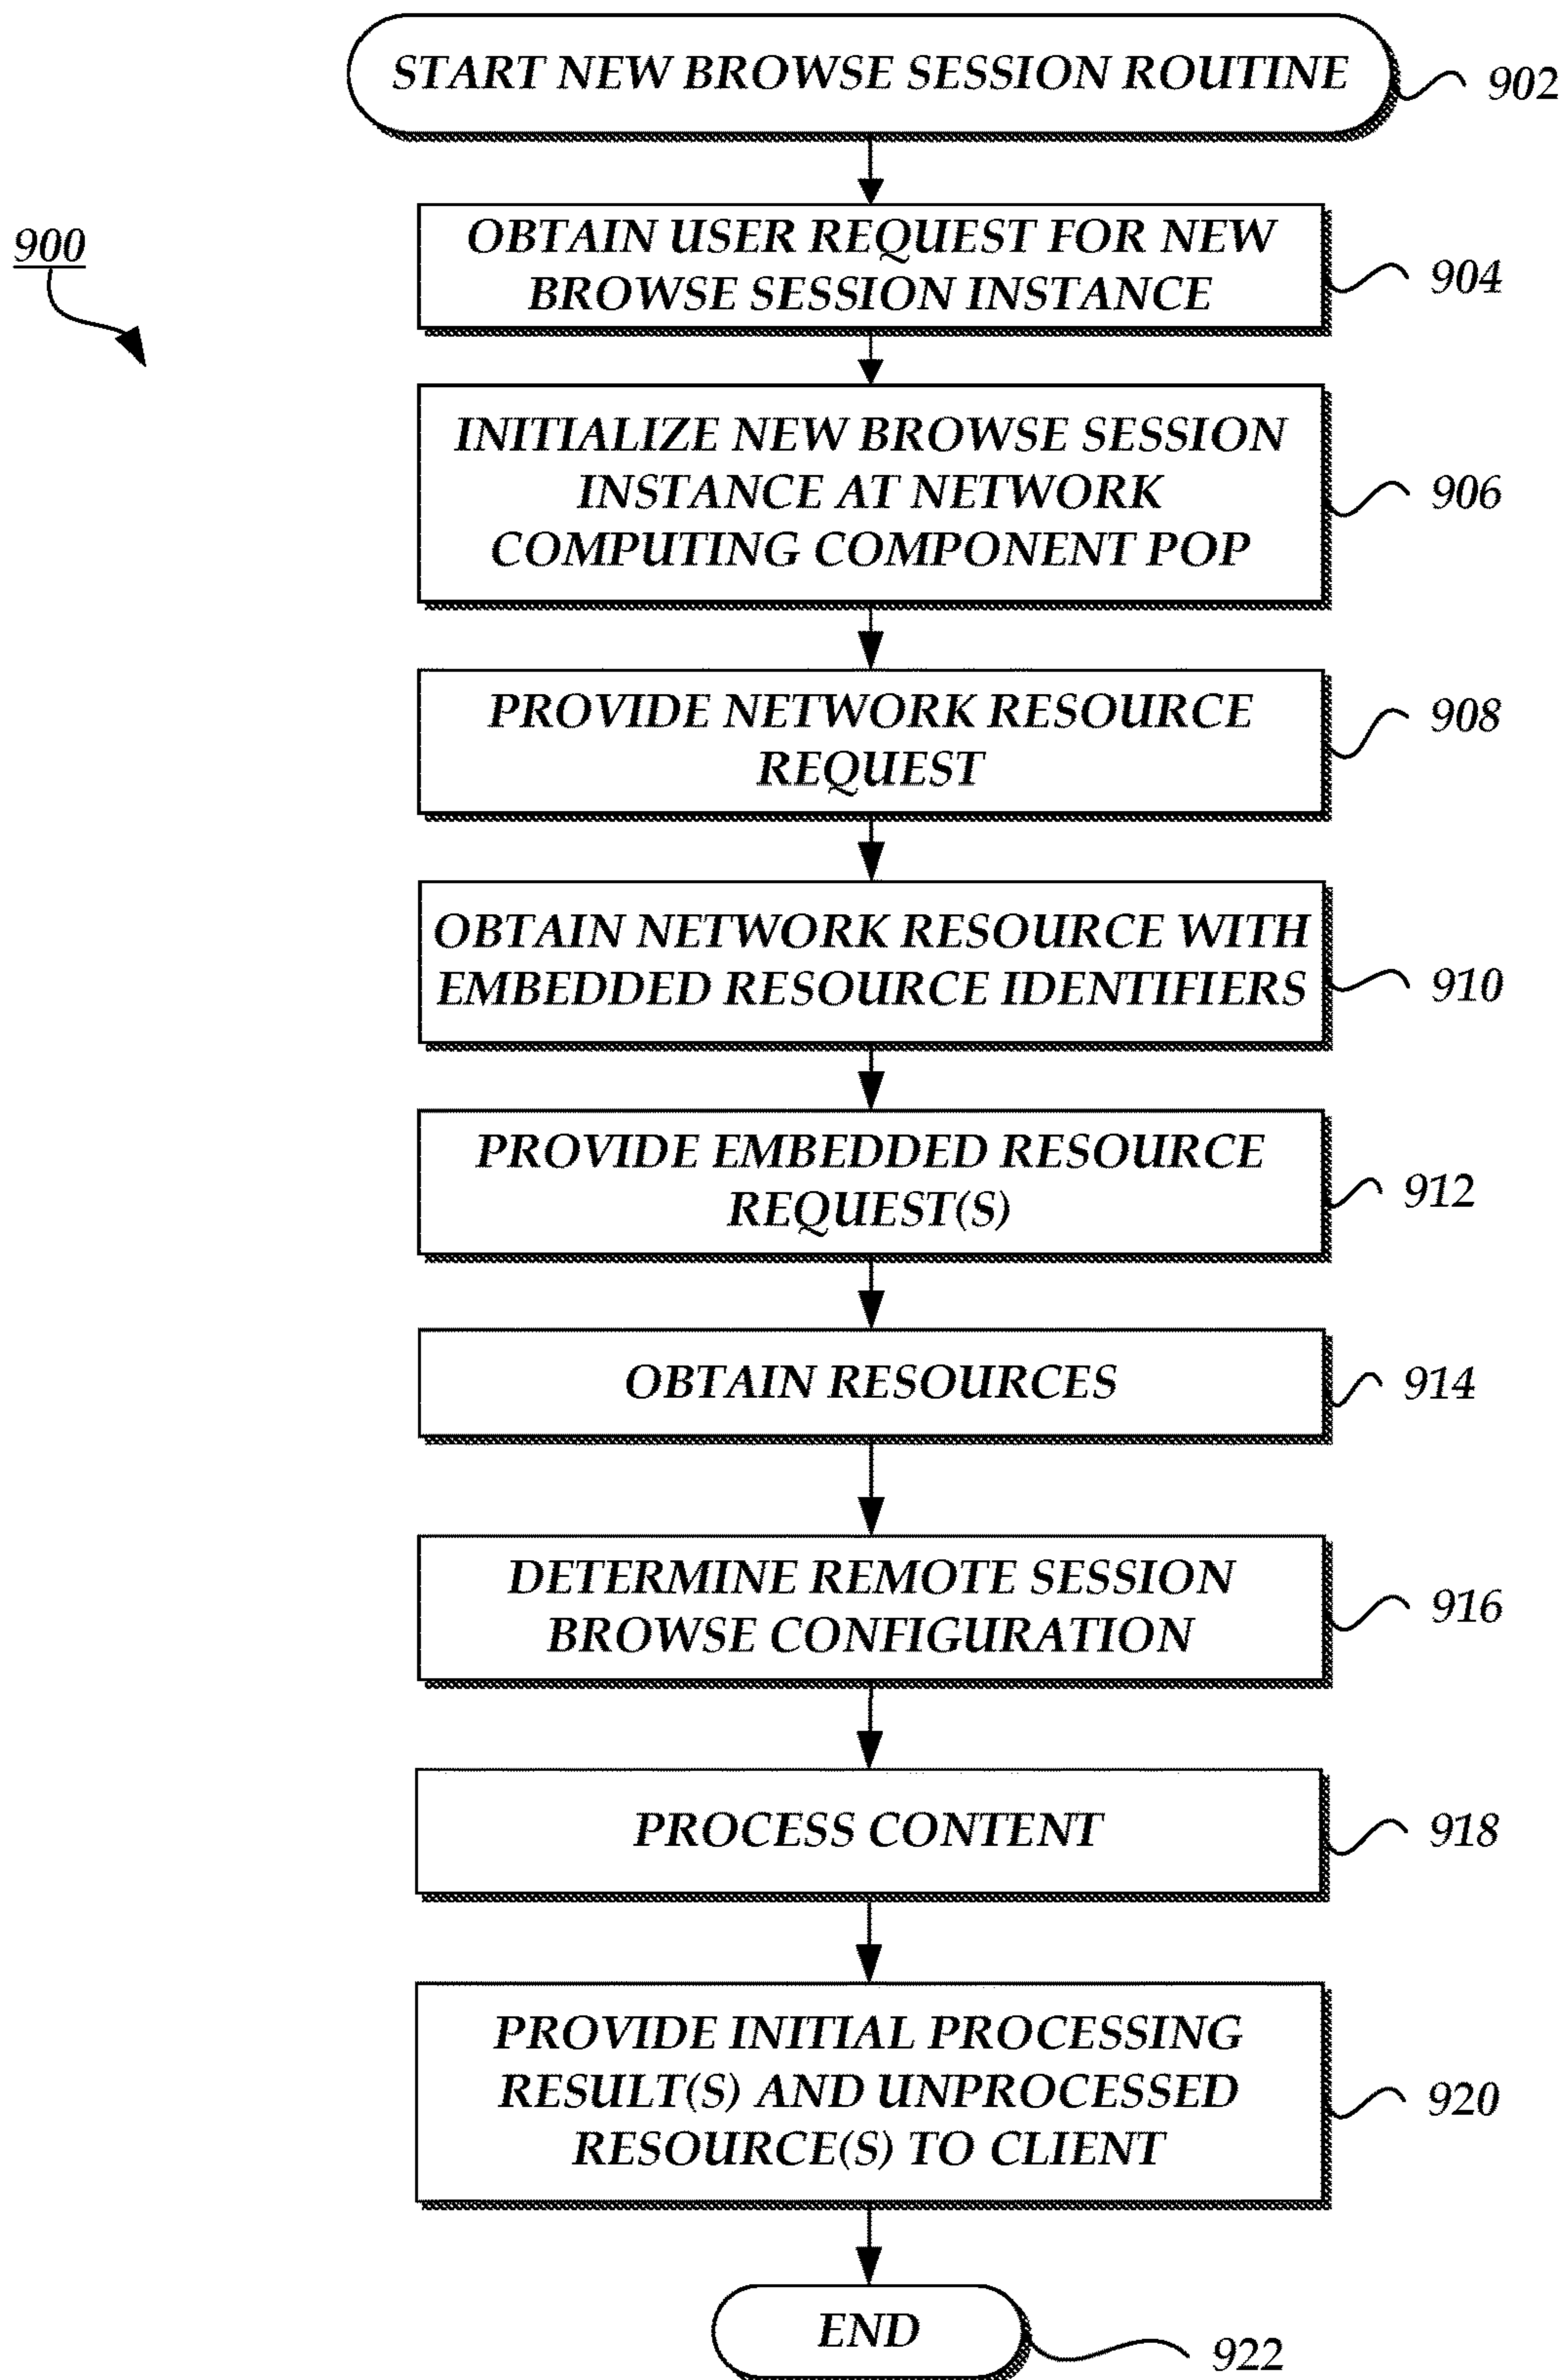 START NEW BROWSE SESSION ROUTINE
902
900
OBTAIN USER REQUEST FOR NEW
BROWSE SESSION INSTANCE
904
INITIALIZE NEW BROWSE SESSION
INSTANCE AT NETWORK
COMPUTING COMPONENT POP
906
PROVIDE NETWORK RESOURCE
REQUEST
908
OBTAIN NETWORK RESOURCE WITH
EMBEDDED RESOURCE IDENTIFIERS
910
PROVIDE EMBEDDED RESOURCE
REQUEST(S)
912
OBTAIN RESOURCES
914
DETERMINE REMOTE SESSION
BROWSE CONFIGURATION
916
PROCESS CONTENT
918
PROVIDE INITIAL PROCESSING
RESULT(S) AND UNPROCESSED
RESOURCE(S) TO CLIENT
920
END
922